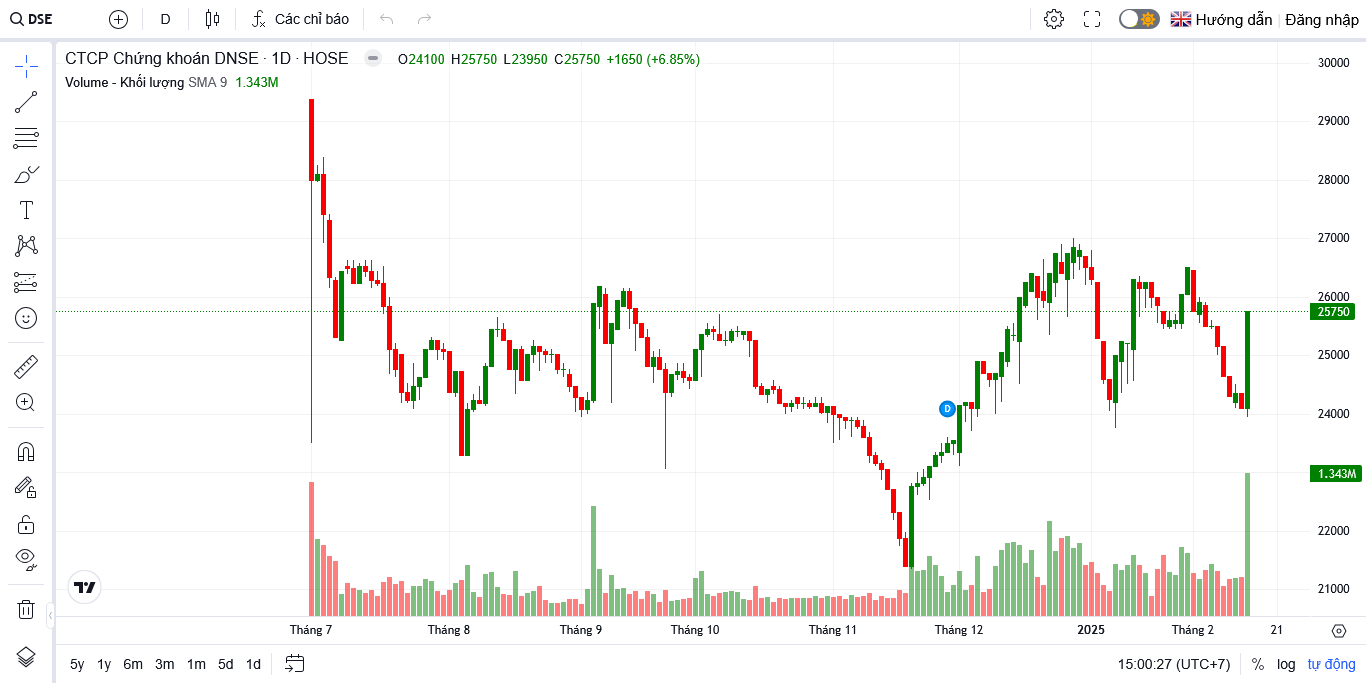 DSE D Các chỉ báo Hướng dẫn Đăng nhập
CTCP Chứng khoán DNSE · 1D · HOSE O24100 H25750 L23950 C25750 +1650 (+6.85%)
Volume - Khối lượng SMA 9 1.343M
30000
29000
28000
27000
26000
25750
25000
24000
1.343M
22000
21000
D
Tháng 7 Tháng 8 Tháng 9 Tháng 10 Tháng 11 Tháng 12 2025 Tháng 2 21
5y 1y 6m 3m 1m 5d 1d 15:00:27 (UTC+7) % log tự động